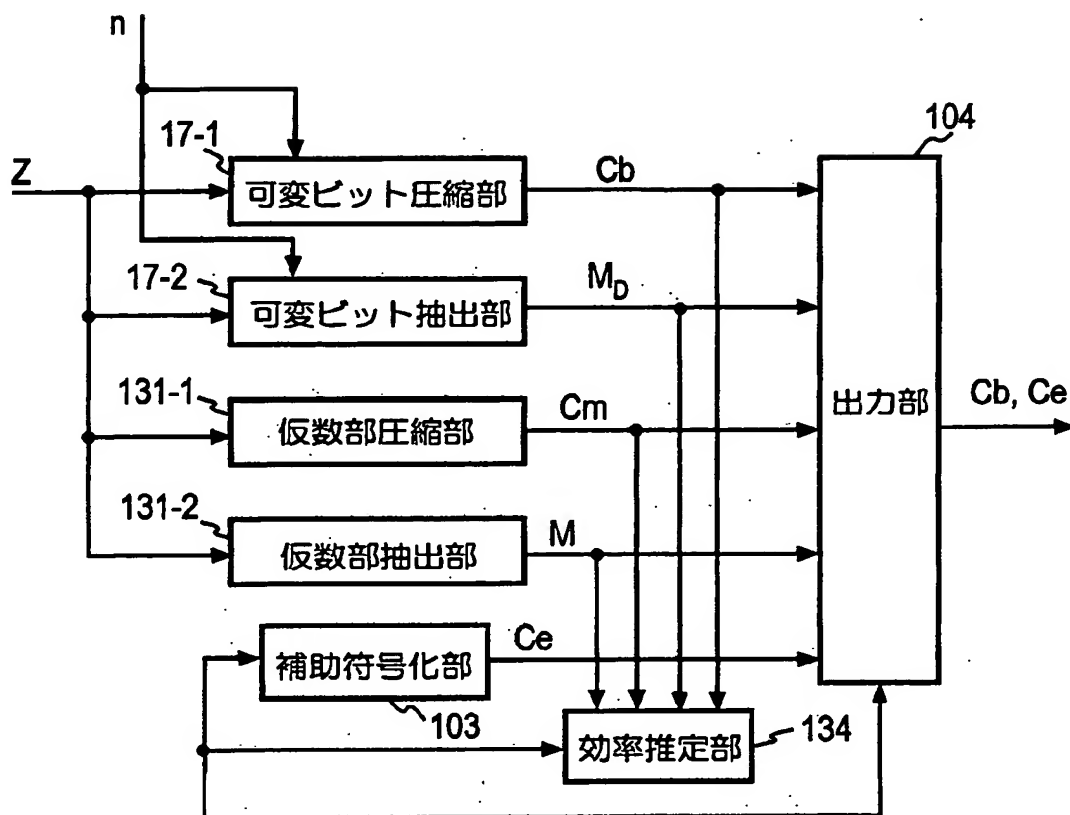 n
104
17-1
Z
可変ビット圧縮部
Cb
17-2
可変ビット抽出部
M_D
131-1
仮数部圧縮部
Cm
出力部
Cb, Ce
131-2
仮数部抽出部
M
補助符号化部
Ce
103
効率推定部
134